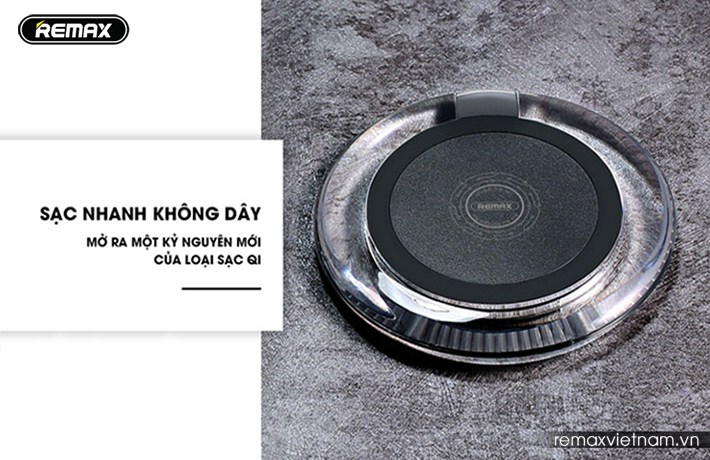 REMAX
SẠC NHANH KHÔNG DÂY
MỞ RA MỘT KỶ NGUYÊN MỚI
CỦA LOẠI SẠC QI
REMAX
remaxvietnam.vn